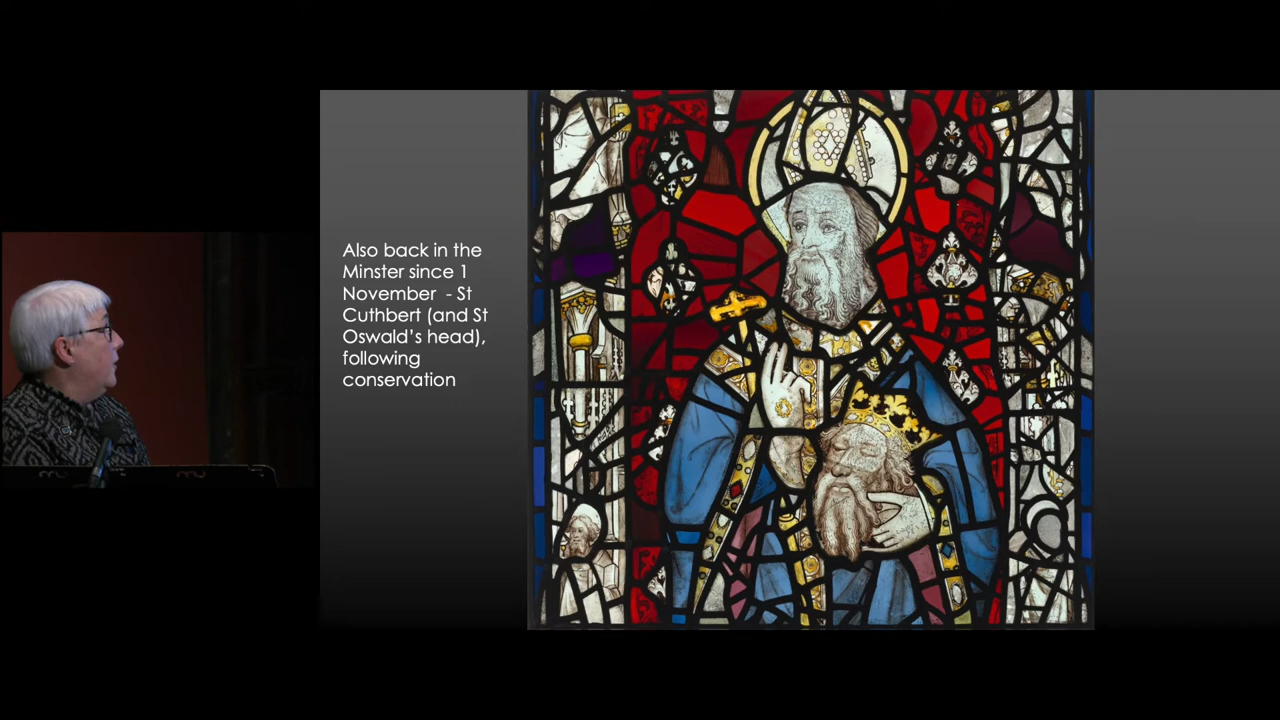 Also back in the
Minster since 1
November - St
Cuthbert (and St
Oswald's head),
following
conservation